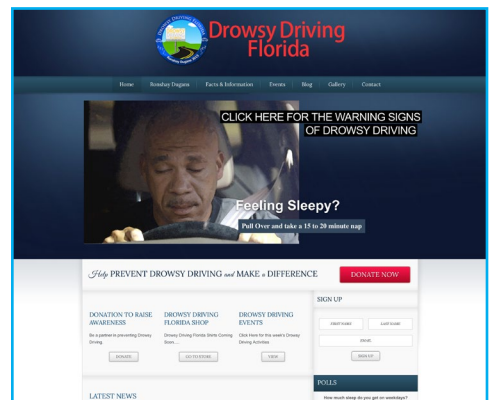 Drowsy Driving
Florida
Home
Ronshay Dugans
Facts & Information
Events
Blog
Gallery
Contact
CLICK HERE FOR THE WARNING SIGNS
OF DROWSY DRIVING
Feeling Sleepy?
Pull Over and take a 15 to 20 minute nap
Help PREVENT DROWSY DRIVING and MAKE a DIFFERENCE
DONATE NOW
DONATION TO RAISE
AWARENESS
Be a partner in preventing Drowsy
Driving.
DONATE
DROWSY DRIVING
FLORIDA SHOP
Drowsy Driving Florida Shirts Coming
Soon....
GO TO STORE
DROWSY DRIVING
EVENTS
Click Here for this week's Drowsy
Driving Activities
VIEW
SIGN UP
FIRST NAME
LAST NAME
EMAIL
SIGN UP
LATEST NEWS
POLLS
How much sleep do you get on weekdays?